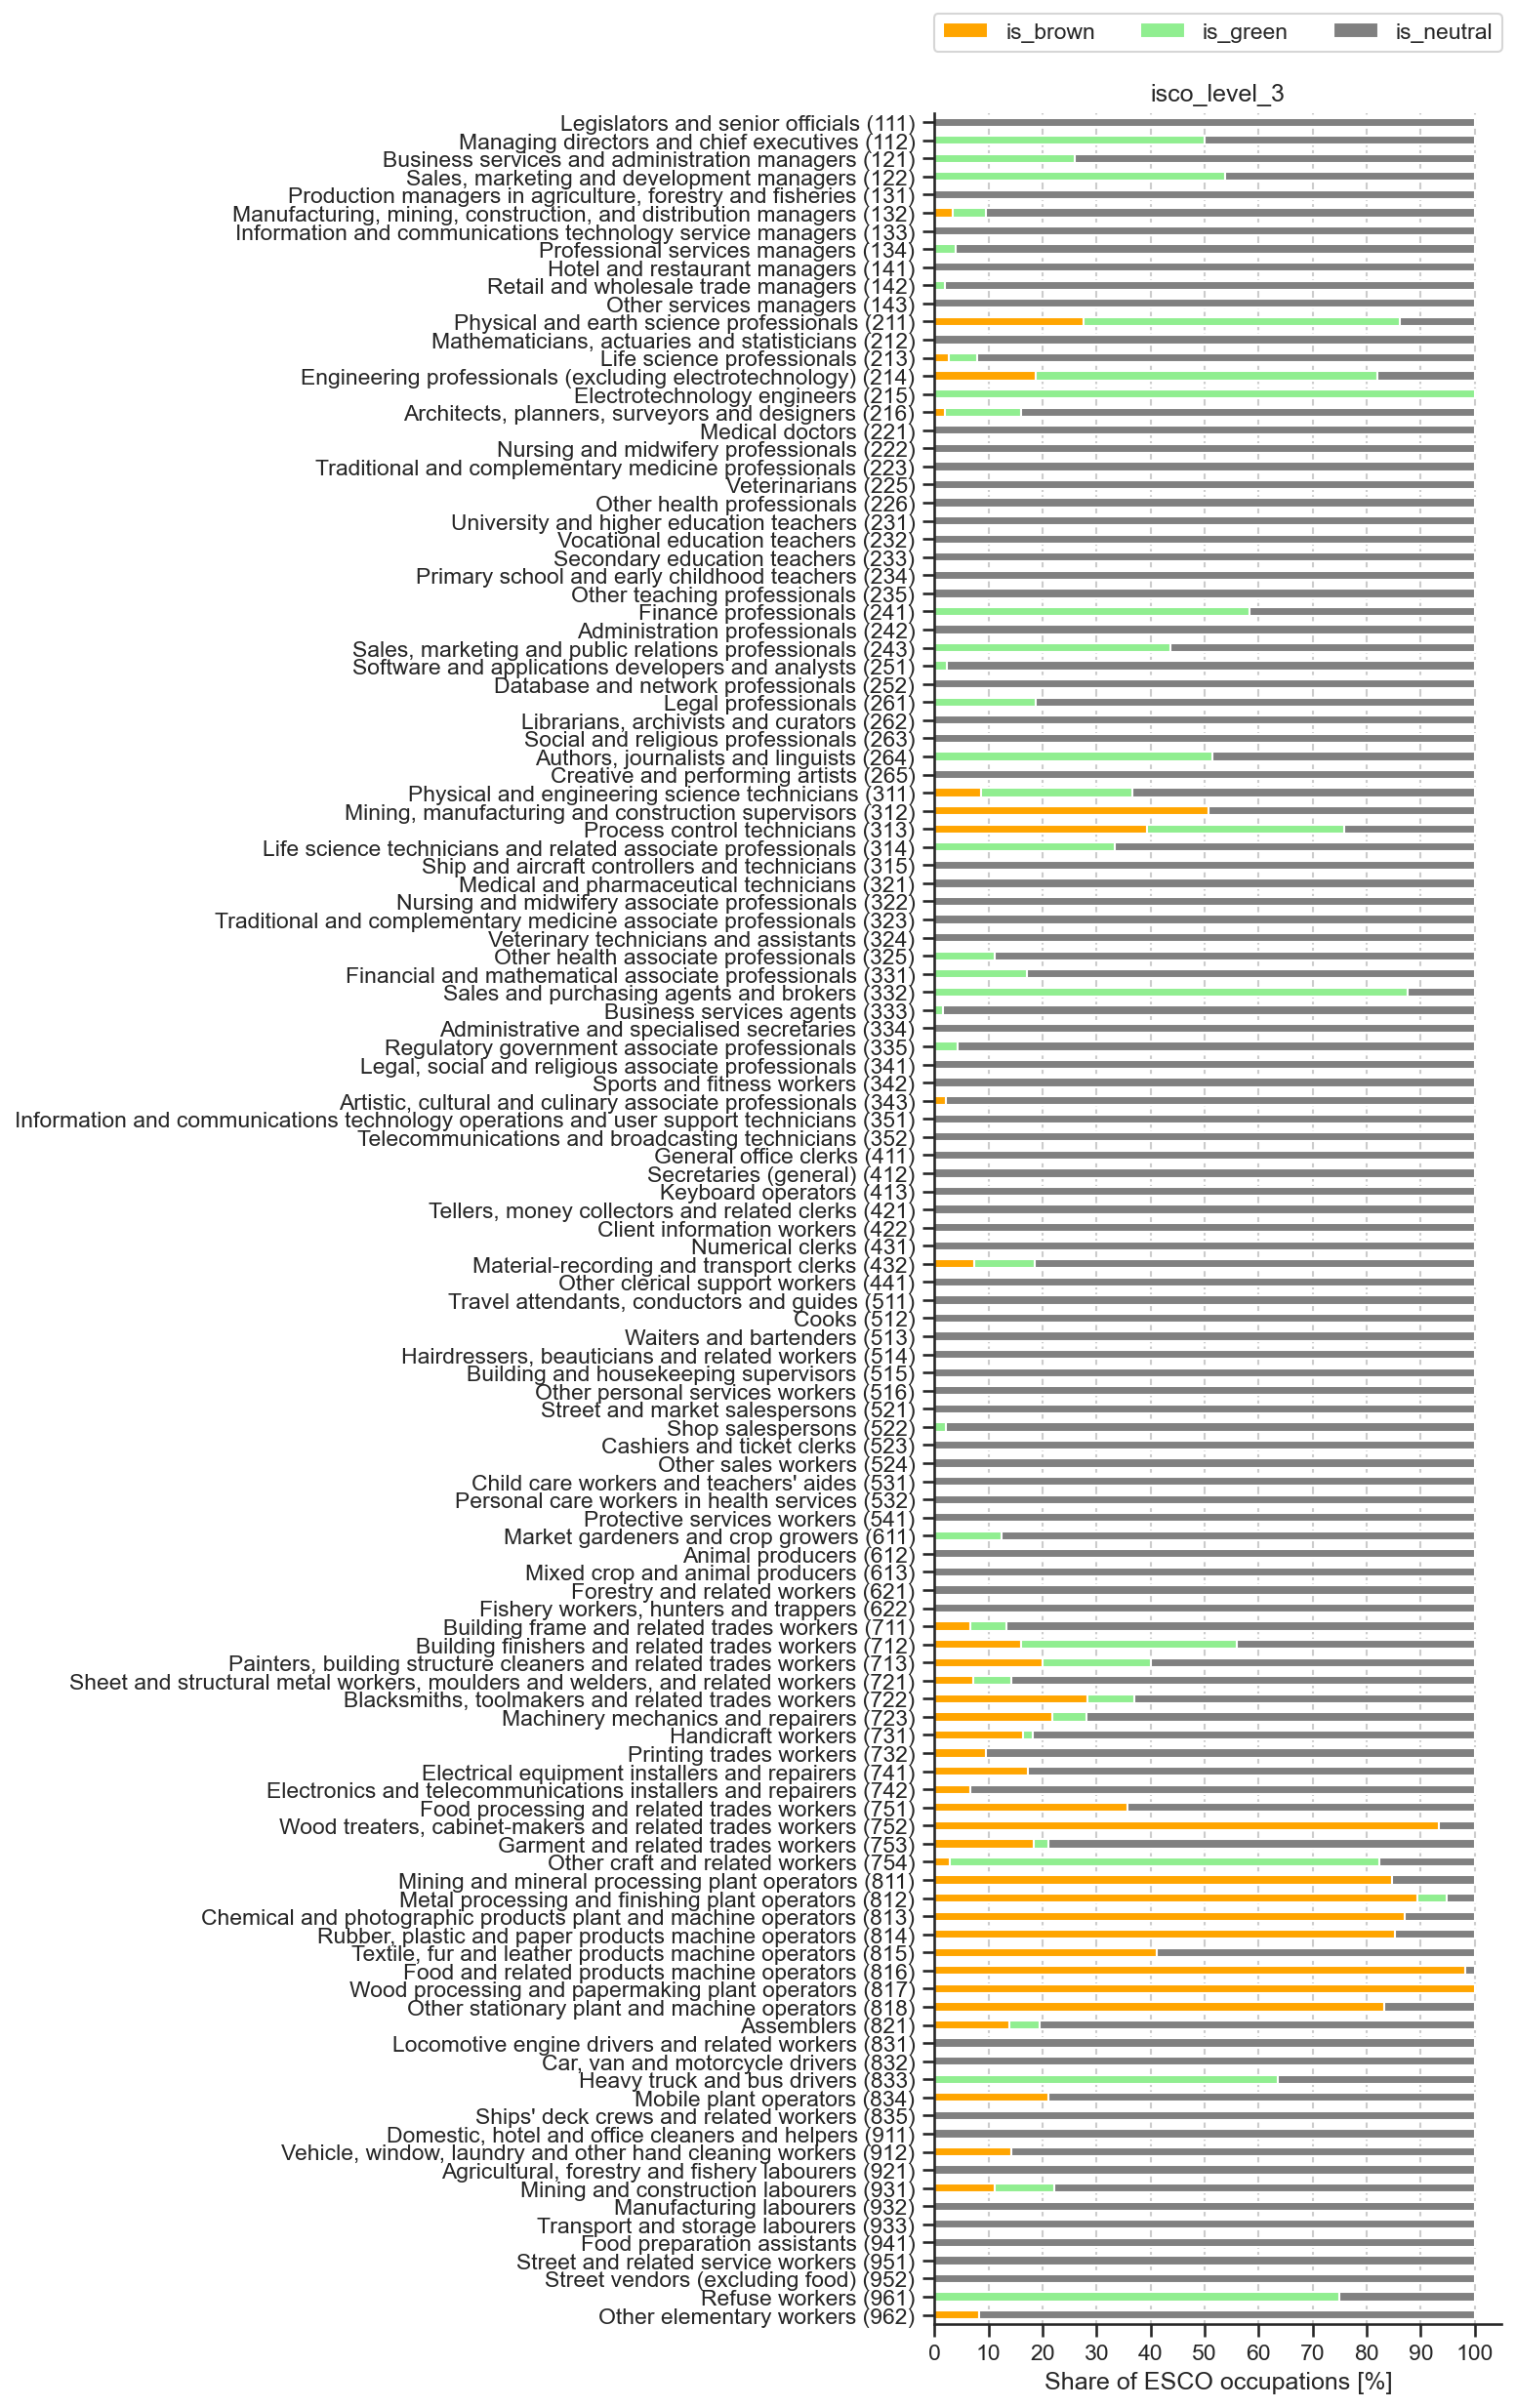 is_brown is_green is_neutral
isco_level_3
Legislators and senior officials (111)
Managing directors and chief executives (112)
Business services and administration managers (121)
Sales, marketing and development managers (122)
Production managers in agriculture, forestry and fisheries (131)
Manufacturing, mining, construction, and distribution managers (132)
Information and communications technology service managers (133)
Professional services managers (134)
Hotel and restaurant managers (141)
Retail and wholesale trade managers (142)
Other services managers (143)
Physical and earth science professionals (211)
Mathematicians, actuaries and statisticians (212)
Life science professionals (213)
Engineering professionals (excluding electrotechnology) (214)
Electrotechnology engineers (215)
Architects, planners, surveyors and designers (216)
Medical doctors (221)
Nursing and midwifery professionals (222)
Traditional and complementary medicine professionals (223)
Veterinarians (225)
Other health professionals (226)
University and higher education teachers (231)
Vocational education teachers (232)
Secondary education teachers (233)
Primary school and early childhood teachers (234)
Other teaching professionals (235)
Finance professionals (241)
Administration professionals (242)
Sales, marketing and public relations professionals (243)
Software and applications developers and analysts (251)
Database and network professionals (252)
Legal professionals (261)
Librarians, archivists and curators (262)
Social and religious professionals (263)
Authors, journalists and linguists (264)
Creative and performing artists (265)
Physical and engineering science technicians (311)
Mining, manufacturing and construction supervisors (312)
Process control technicians (313)
Life science technicians and related associate professionals (314)
Ship and aircraft controllers and technicians (315)
Medical and pharmaceutical technicians (321)
Nursing and midwifery associate professionals (322)
Traditional and complementary medicine associate professionals (323)
Veterinary technicians and assistants (324)
Other health associate professionals (325)
Financial and mathematical associate professionals (331)
Sales and purchasing agents and brokers (332)
Business services agents (333)
Administrative and specialised secretaries (334)
Regulatory government associate professionals (335)
Legal, social and religious associate professionals (341)
Sports and fitness workers (342)
Artistic, cultural and culinary associate professionals (343)
Information and communications technology operations and user support technicians (351)
Telecommunications and broadcasting technicians (352)
General office clerks (411)
Secretaries (general) (412)
Keyboard operators (413)
Tellers, money collectors and related clerks (421)
Client information workers (422)
Numerical clerks (431)
Material-recording and transport clerks (432)
Other clerical support workers (441)
Travel attendants, conductors and guides (511)
Cooks (512)
Waiters and bartenders (513)
Hairdressers, beauticians and related workers (514)
Building and housekeeping supervisors (515)
Other personal services workers (516)
Street and market salespersons (521)
Shop salespersons (522)
Cashiers and ticket clerks (523)
Other sales workers (524)
Child care workers and teachers' aides (531)
Personal care workers in health services (532)
Protective services workers (541)
Market gardeners and crop growers (611)
Animal producers (612)
Mixed crop and animal producers (613)
Forestry and related workers (621)
Fishery workers, hunters and trappers (622)
Building frame and related trades workers (711)
Building finishers and related trades workers (712)
Painters, building structure cleaners and related trades workers (713)
Sheet and structural metal workers, moulders and welders, and related workers (721)
Blacksmiths, toolmakers and related trades workers (722)
Machinery mechanics and repairers (723)
Handicraft workers (731)
Printing trades workers (732)
Electrical equipment installers and repairers (741)
Electronics and telecommunications installers and repairers (742)
Food processing and related trades workers (751)
Wood treaters, cabinet-makers and related trades workers (752)
Garment and related trades workers (753)
Other craft and related workers (754)
Mining and mineral processing plant operators (811)
Metal processing and finishing plant operators (812)
Chemical and photographic products plant and machine operators (813)
Rubber, plastic and paper products machine operators (814)
Textile, fur and leather products machine operators (815)
Food and related products machine operators (816)
Wood processing and papermaking plant operators (817)
Other stationary plant and machine operators (818)
Assemblers (821)
Locomotive engine drivers and related workers (831)
Car, van and motorcycle drivers (832)
Heavy truck and bus drivers (833)
Mobile plant operators (834)
Ships' deck crews and related workers (835)
Domestic, hotel and office cleaners and helpers (911)
Vehicle, window, laundry and other hand cleaning workers (912)
Agricultural, forestry and fishery labourers (921)
Mining and construction labourers (931)
Manufacturing labourers (932)
Transport and storage labourers (933)
Food preparation assistants (941)
Street and related service workers (951)
Street vendors (excluding food) (952)
Refuse workers (961)
Other elementary workers (962)
0 10 20 30 40 50 60 70 80 90 100
Share of ESCO occupations [%]